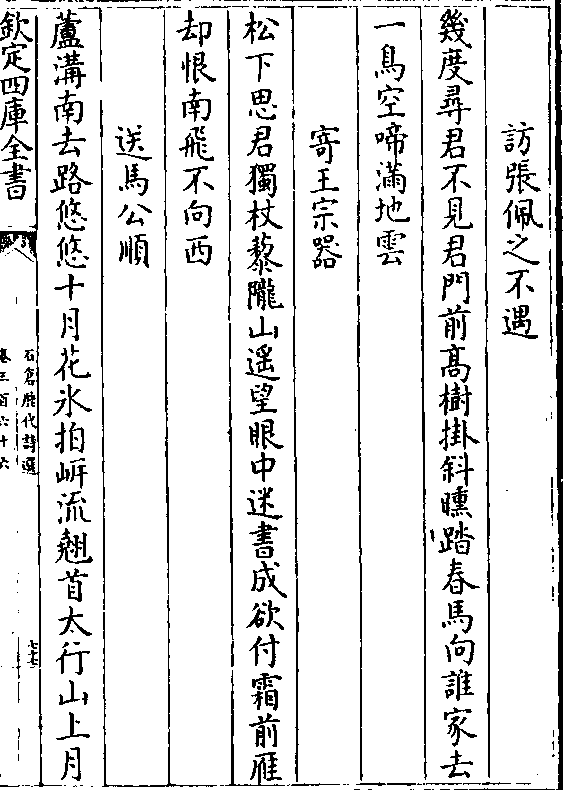 訪張佩之不遇
幾度尋君不見君門前髙樹掛斜曛踏春馬向誰家去
一鳥空啼滿地雲
寄王宗器
松下思君獨杖藜隴山遥望眼中迷書成欲付霜前雁
却恨南飛不向西
送馬公順
蘆溝南去路悠悠十月花氷拍岍流翹首太行山上月
欽定四庫全書
石倉歴代詩選
卷三百六十六